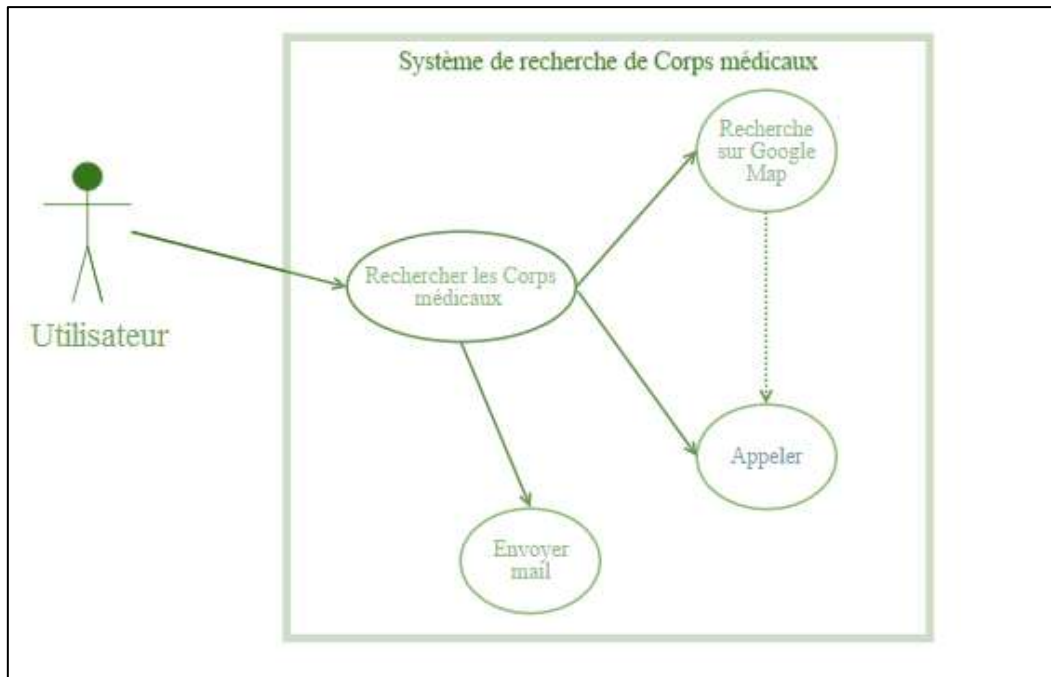 Système de recherche de Corps médicaux
Recherche
sur Google
Map
Rechercher les Corps
médicaux
Utilisateur
Appeler
Envoyer
mail